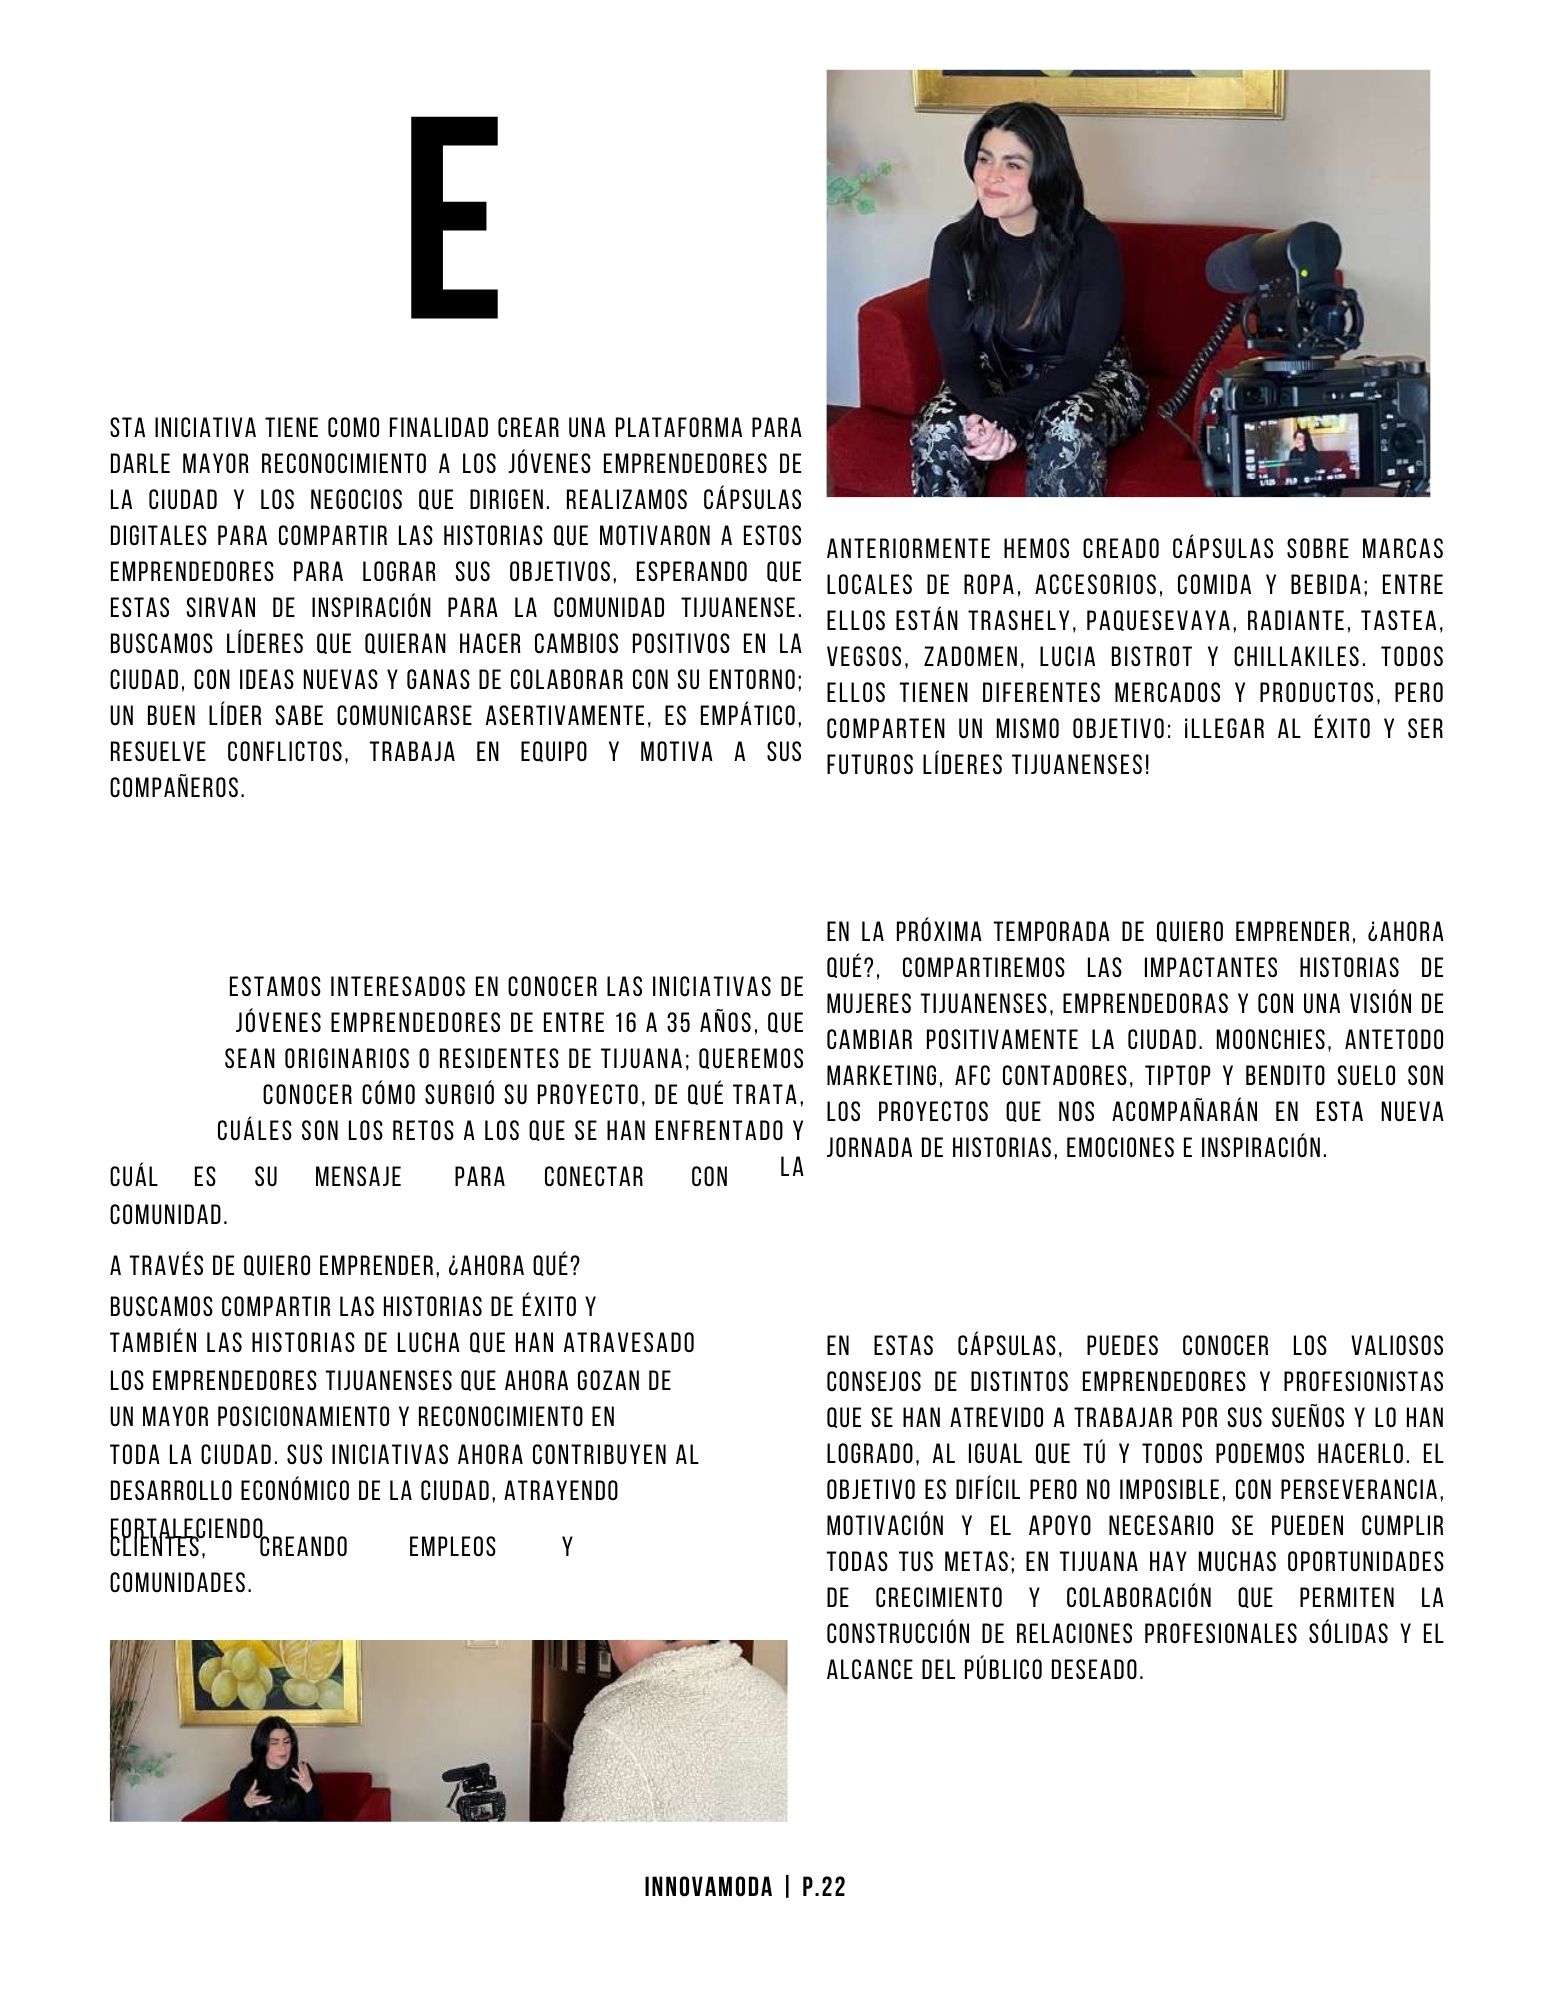 E
STA INICIATIVA TIENE COMO FINALIDAD CREAR UNA PLATAFORMA PARA
DARLE MAYOR RECONOCIMIENTO A LOS JÓVENES EMPRENDEDORES DE
LA CIUDAD Y LOS NEGOCIOS QUE DIRIGEN. REALIZAMOS CÁPSULAS
DIGITALES PARA COMPARTIR LAS HISTORIAS QUE MOTIVARON A ESTOS
EMPRENDEDORES PARA LOGRAR SUS OBJETIVOS, ESPERANDO QUE
ESTAS SIRVAN DE INSPIRACIÓN PARA LA COMUNIDAD TIJUANENSE.
BUSCAMOS LÍDERES QUE QUIERAN HACER CAMBIOS POSITIVOS EN LA
CIUDAD, CON IDEAS NUEVAS Y GANAS DE COLABORAR CON SU ENTORNO;
UN BUEN LÍDER SABE COMUNICARSE ASERTIVAMENTE, ES EMPÁTICO,
RESUELVE CONFLICTOS, TRABAJA EN EQUIPO Y MOTIVA A SUS
COMPAÑEROS.
ESTAMOS INTERESADOS EN CONOCER LAS INICIATIVAS DE
JÓVENES EMPRENDEDORES DE ENTRE 16 A 35 AÑOS, QUE
SEAN ORIGINARIOS O RESIDENTES DE TIJUANA; QUEREMOS
CONOCER CÓMO SURGIÓ SU PROYECTO, DE QUÉ TRATA,
CUÁLES SON LOS RETOS A LOS QUE SE HAN ENFRENTADO Y
CUÁL ES SU MENSAJE PARA CONECTAR CON LA
COMUNIDAD.
A TRAVÉS DE QUIERO EMPRENDER, ¿AHORA QUÉ?
BUSCAMOS COMPARTIR LAS HISTORIAS DE ÉXITO Y
TAMBIÉN LAS HISTORIAS DE LUCHA QUE HAN ATRAVESADO
LOS EMPRENDEDORES TIJUANENSES QUE AHORA GOZAN DE
UN MAYOR POSICIONAMIENTO Y RECONOCIMIENTO EN
TODA LA CIUDAD. SUS INICIATIVAS AHORA CONTRIBUYEN AL
DESARROLLO ECONÓMICO DE LA CIUDAD, ATRAYENDO
FORTALECIENDO
CLIENTES, CREANDO EMPLEOS Y
COMUNIDADES.
ANTERIORMENTE HEMOS CREADO CÁPSULAS SOBRE MARCAS
LOCALES DE ROPA, ACCESORIOS, COMIDA Y BEBIDA; ENTRE
ELLOS ESTÁN TRASHELY, PAQUESEVAYA, RADIANTE, TASTEA,
VEGSOS, ZADOMEN, LUCIA BISTROT Y CHILLAKILES. TODOS
ELLOS TIENEN DIFERENTES MERCADOS Y PRODUCTOS, PERO
COMPARTEN UN MISMO OBJETIVO: ¡LLEGAR AL ÉXITO Y SER
FUTUROS LÍDERES TIJUANENSES!
EN LA PRÓXIMA TEMPORADA DE QUIERO EMPRENDER, ¿AHORA
QUÉ?, COMPARTIREMOS LAS IMPACTANTES HISTORIAS DE
MUJERES TIJUANENSES, EMPRENDEDORAS Y CON UNA VISIÓN DE
CAMBIAR POSITIVAMENTE LA CIUDAD. MOONCHIES, ANTETODO
MARKETING, AFC CONTADORES, TIPTOP Y BENDITO SUELO SON
LOS PROYECTOS QUE NOS ACOMPAÑARÁN EN ESTA NUEVA
JORNADA DE HISTORIAS, EMOCIONES E INSPIRACIÓN.
EN ESTAS CÁPSULAS, PUEDES CONOCER LOS VALIOSOS
CONSEJOS DE DISTINTOS EMPRENDEDORES Y PROFESIONISTAS
QUE SE HAN ATREVIDO A TRABAJAR POR SUS SUEÑOS Y LO HAN
LOGRADO, AL IGUAL QUE TÚ Y TODOS PODEMOS HACERLO. EL
OBJETIVO ES DIFÍCIL PERO NO IMPOSIBLE, CON PERSEVERANCIA,
MOTIVACIÓN Y EL APOYO NECESARIO SE PUEDEN CUMPLIR
TODAS TUS METAS; EN TIJUANA HAY MUCHAS OPORTUNIDADES
DE CRECIMIENTO Y COLABORACIÓN QUE PERMITEN LA
CONSTRUCCIÓN DE RELACIONES PROFESIONALES SÓLIDAS Y EL
ALCANCE DEL PÚBLICO DESEADO.
INNOVAMODA | P.22